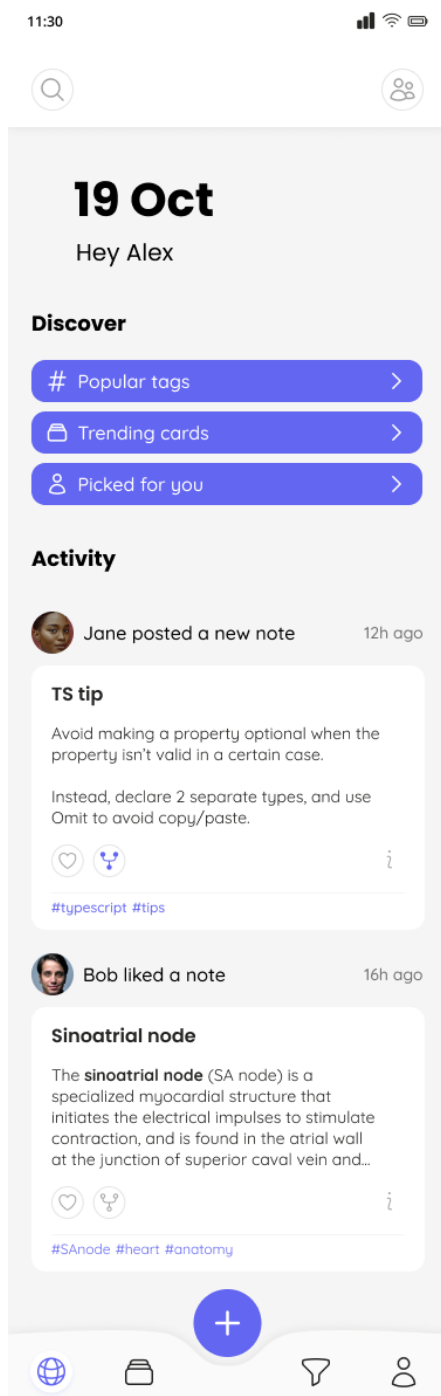 11:30
19 Oct
Hey Alex
Discover
# Popular tags
Trending cards
Picked for you
Activity
Jane posted a new note 12h ago
TS tip
Avoid making a property optional when the
property isn't valid in a certain case.
Instead, declare 2 separate types, and use
Omit to avoid copy/paste.
i
#typescript #tips
Bob liked a note 16h ago
Sinoatrial node
The sinoatrial node (SA node) is a
specialized myocardial structure that
initiates the electrical impulses to stimulate
contraction, and is found in the atrial wall
at the junction of superior caval vein and...
i
#SAnode #heart #anatomy